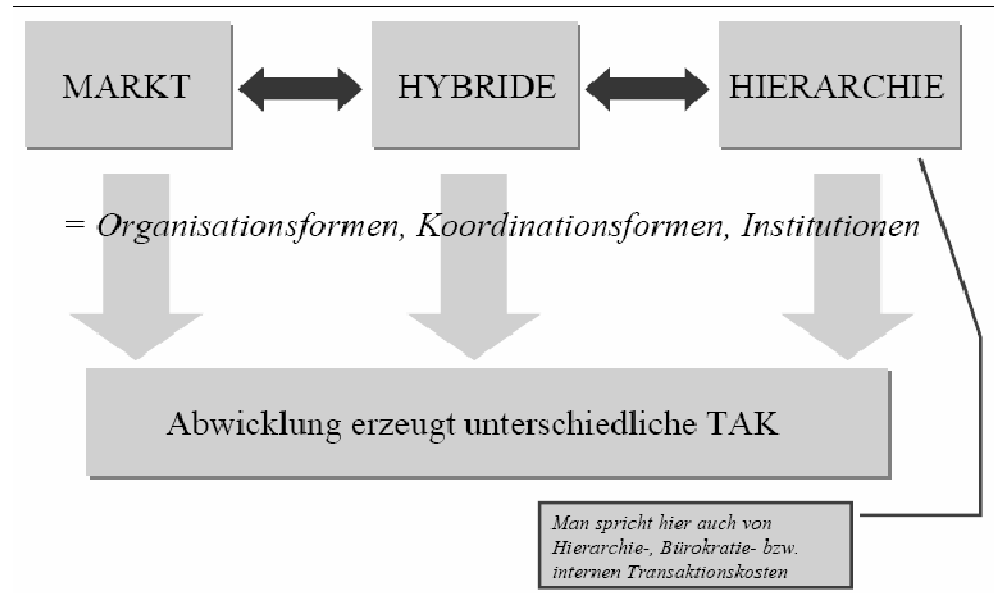 MARKT
HYBRIDE
HIERARCHIE
= Organisationsformen, Koordinationsformen, Institutionen
Abwicklung erzeugt unterschiedliche TAK
Man spricht hier auch von
Hierarchie-, Bürokratie- bzw.
internen Transaktionskosten